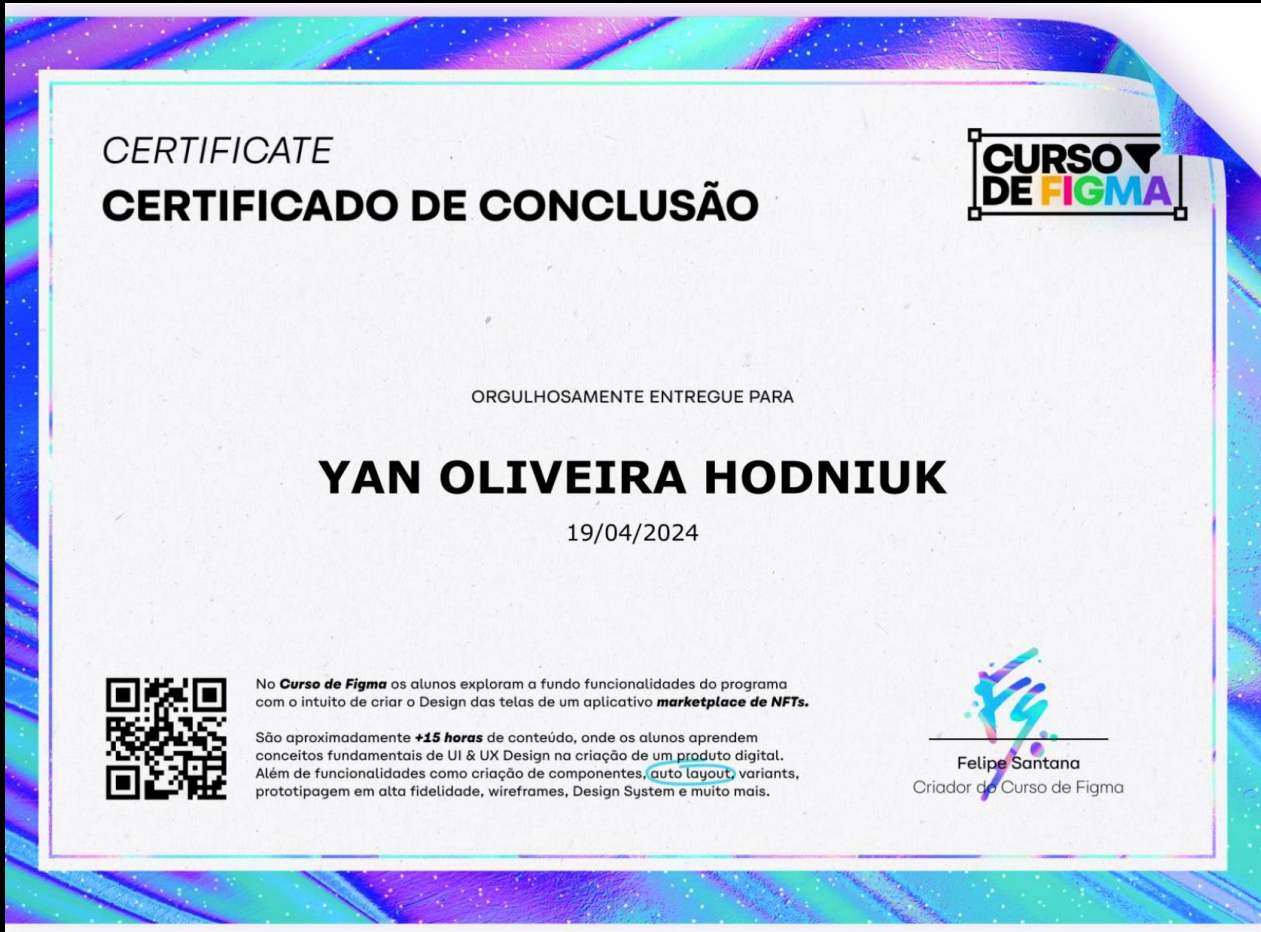 CERTIFICATE
CERTIFICADO DE CONCLUSÃO
CURSO
DE FIGMA
ORGULHOSAMENTE ENTREGUE PARA
YAN OLIVEIRA HODNIUK
19/04/2024
No Curso de Figma os alunos exploram a fundo funcionalidades do programa
com o intuito de criar o Design das telas de um aplicativo marketplace de NFTs.
São aproximadamente +15 horas de conteúdo, onde os alunos aprendem
conceitos fundamentais de UI & UX Design na criação de um produto digital.
Além de funcionalidades como criação de componentes, auto layout, variants,
prototipagem em alta fidelidade, wireframes, Design System e muito mais.
Felipe Santana
Criador do Curso de Figma